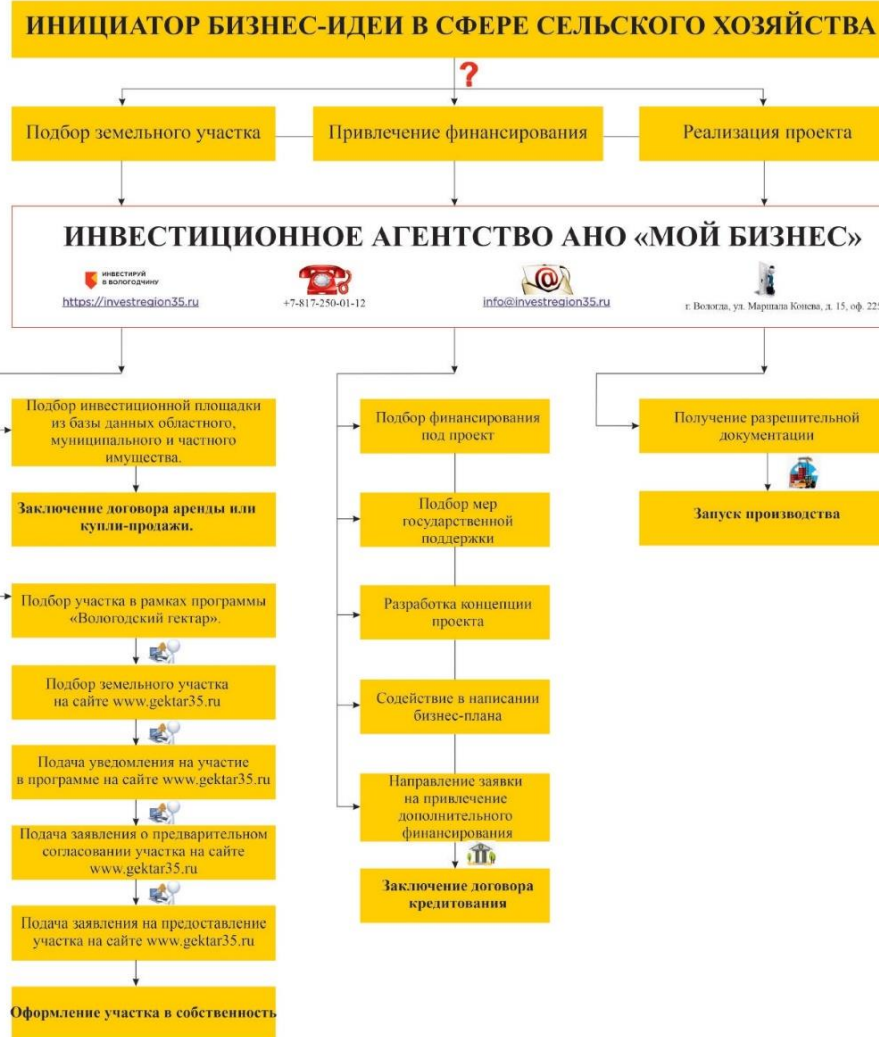 ИНИЦИАТОР БИЗНЕС-ИДЕИ В СФЕРЕ СЕЛЬСКОГО ХОЗЯЙСТВА
?
Подбор земельного участка
Привлечение финансирования
Реализация проекта
ИНВЕСТИЦИОННОЕ АГЕНТСТВО АНО «МОЙ БИЗНЕС»
ИНВЕСТИРУЙ
В ВОЛОГОДЧИНУ
https://investregion35.ru
+7-817-250-01-12
info@investregion35.ru
г. Вологда, ул. Маршала Конева, д. 15, оф. 225
Подбор инвестиционной площадки
из базы данных областного,
муниципального и частного
имущества.
Заключение договора аренды или
купли-продажи.
Подбор участка в рамках программы
«Вологодский гектар».
Подбор земельного участка
на сайте www.gektar35.ru
Подача уведомления на участие
в программе на сайте www.gektar35.ru
Подача заявления о предварительном
согласовании участка на сайте
www.gektar35.ru
Подача заявления на предоставление
участка на сайте www.gektar35.ru
Оформление участка в собственность
Подбор финансирования
под проект
Подбор мер
государственной
поддержки
Разработка концепции
проекта
Содействие в написании
бизнес-плана
Направление заявки
на привлечение
дополнительного
финансирования
Заключение договора
кредитования
Получение разрешительной
документации
Запуск производства